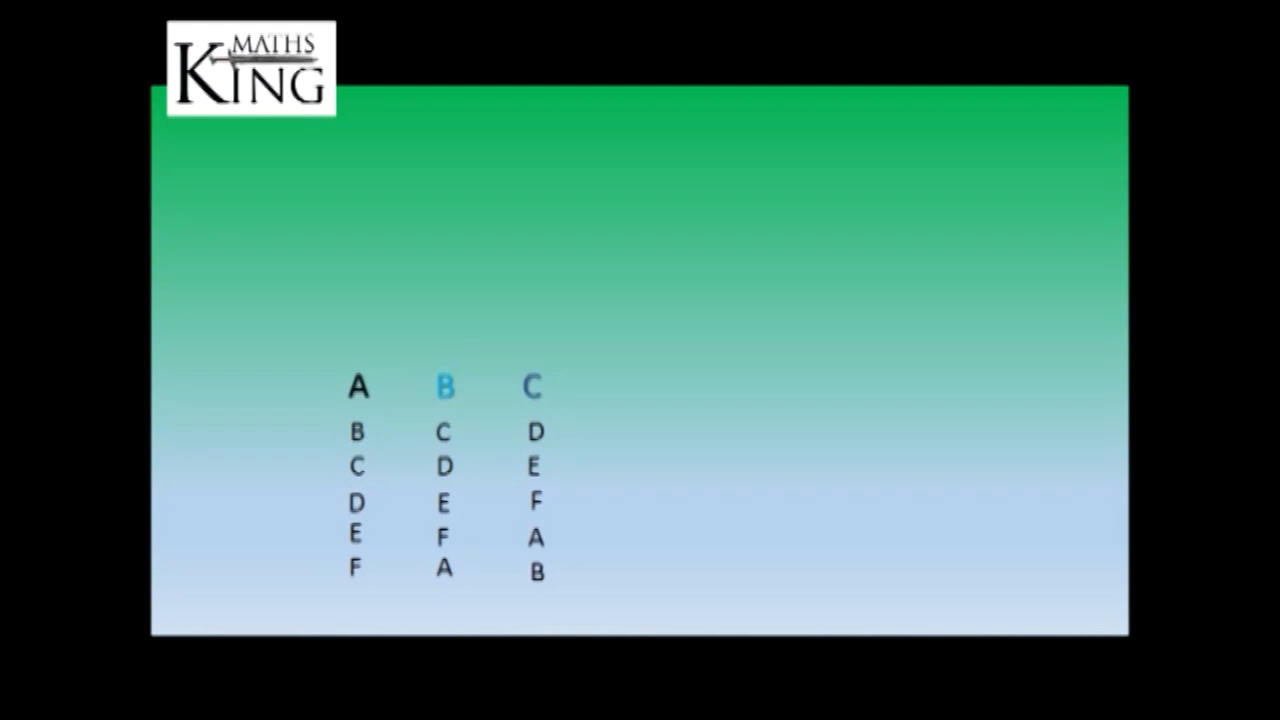 MATHS
KING
A B C
B C D
C D E
D E F
E F A
F A B